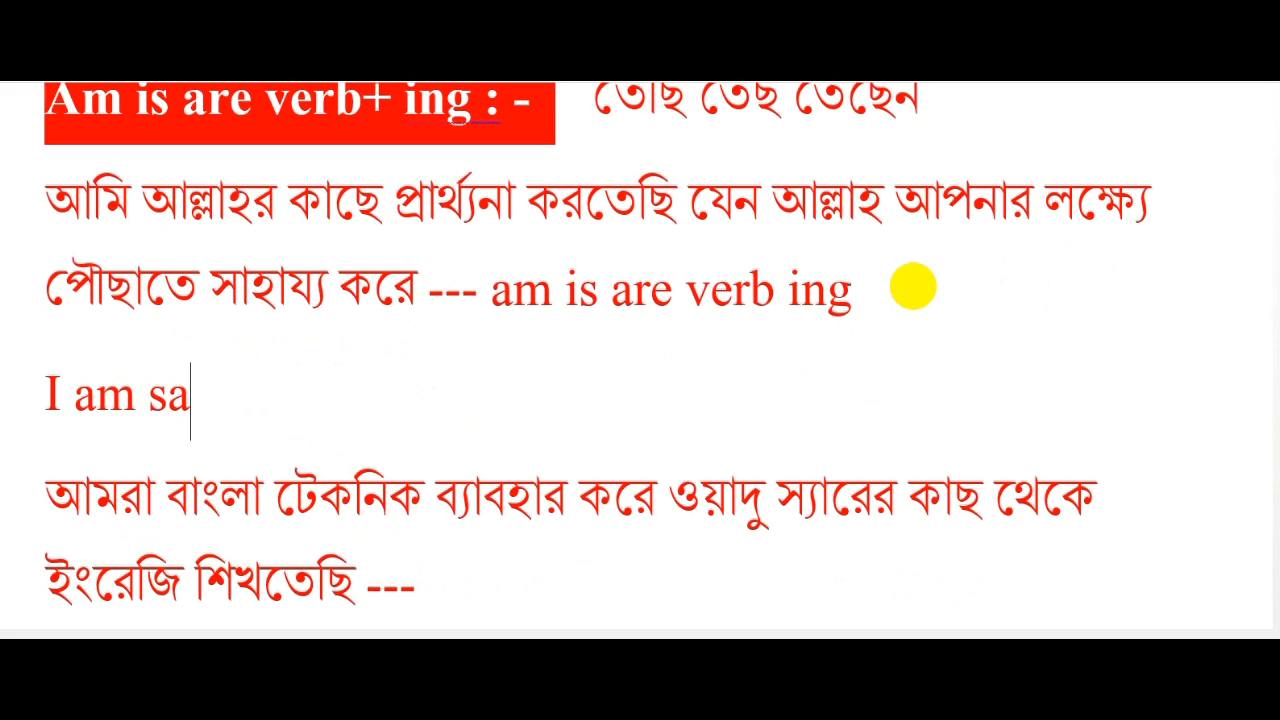 Am is are verb+ ing : - তেছি তেছ তেছেন
আমি আল্লাহর কাছে প্রার্থ্যনা করতেছি যেন আল্লাহ আপনার লক্ষ্যে
পৌছাতে সাহায্য করে --- am is are verb ing
I am sa
আমরা বাংলা টেকনিক ব্যাবহার করে ওয়াদু স্যারের কাছ থেকে
ইংরেজি শিখতেছি ---